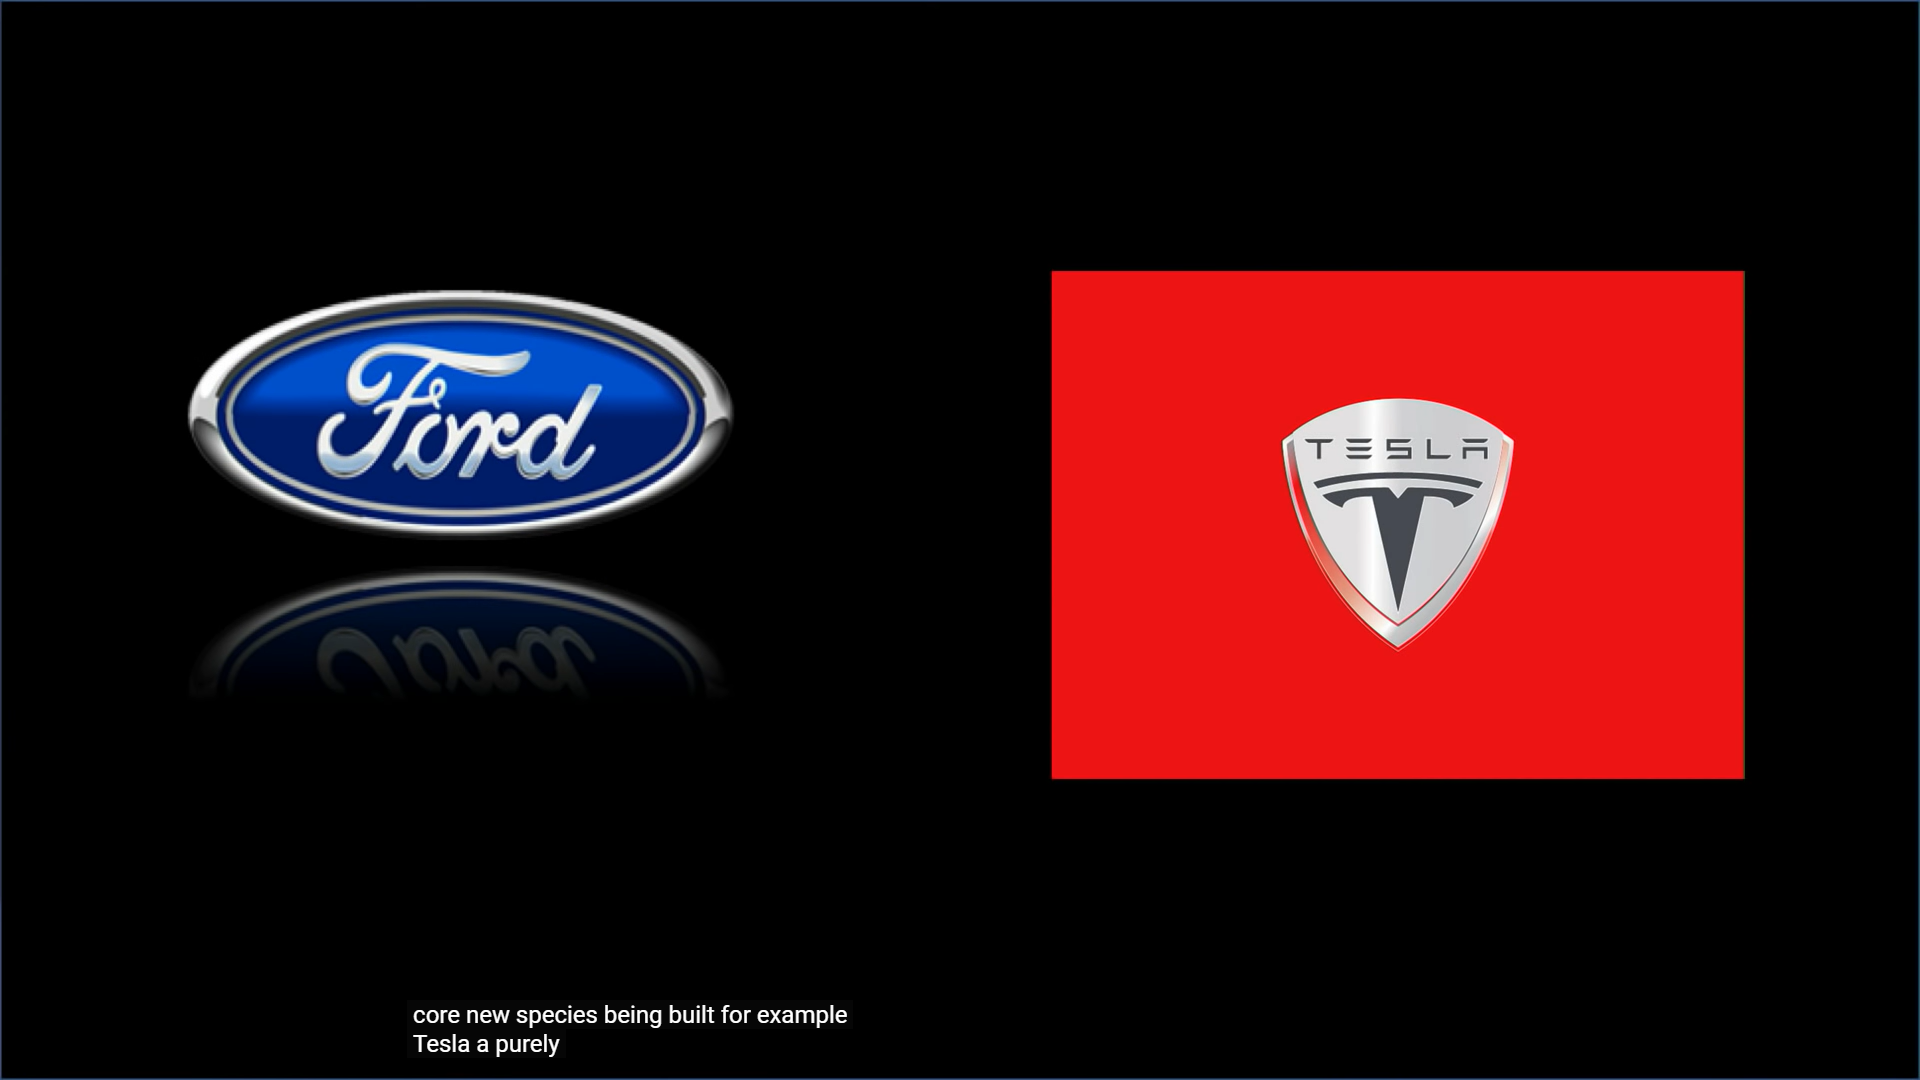 Ford
TESLA
core new species being built for example
Tesla a purely